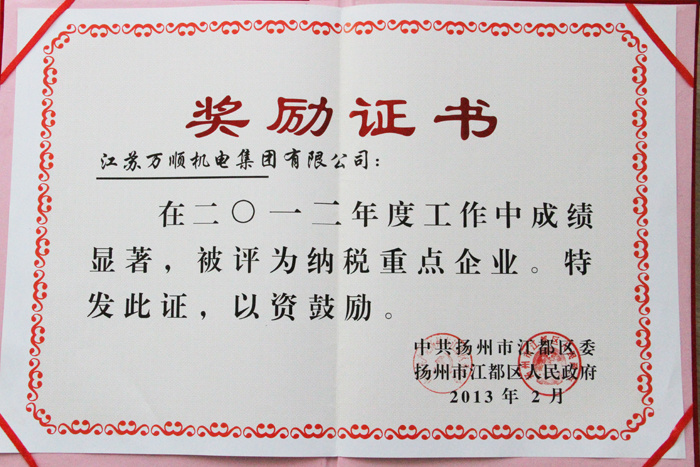 奖励证书
江苏万顺机电集团有限公司：
在二〇一二年度工作中成绩
显著，被评为纳税重点企业。特
发此证，以资鼓励。
中共扬州市江都区委
扬州市江都区人民政府
2013 年 2 月